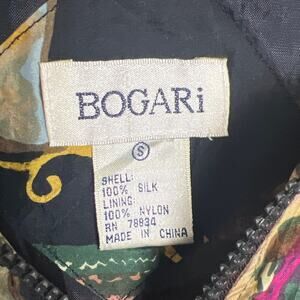 BOGARi
S
SHELL:
100% SILK
LINING:
100% NYLON
RN 78834
MADE IN CHINA